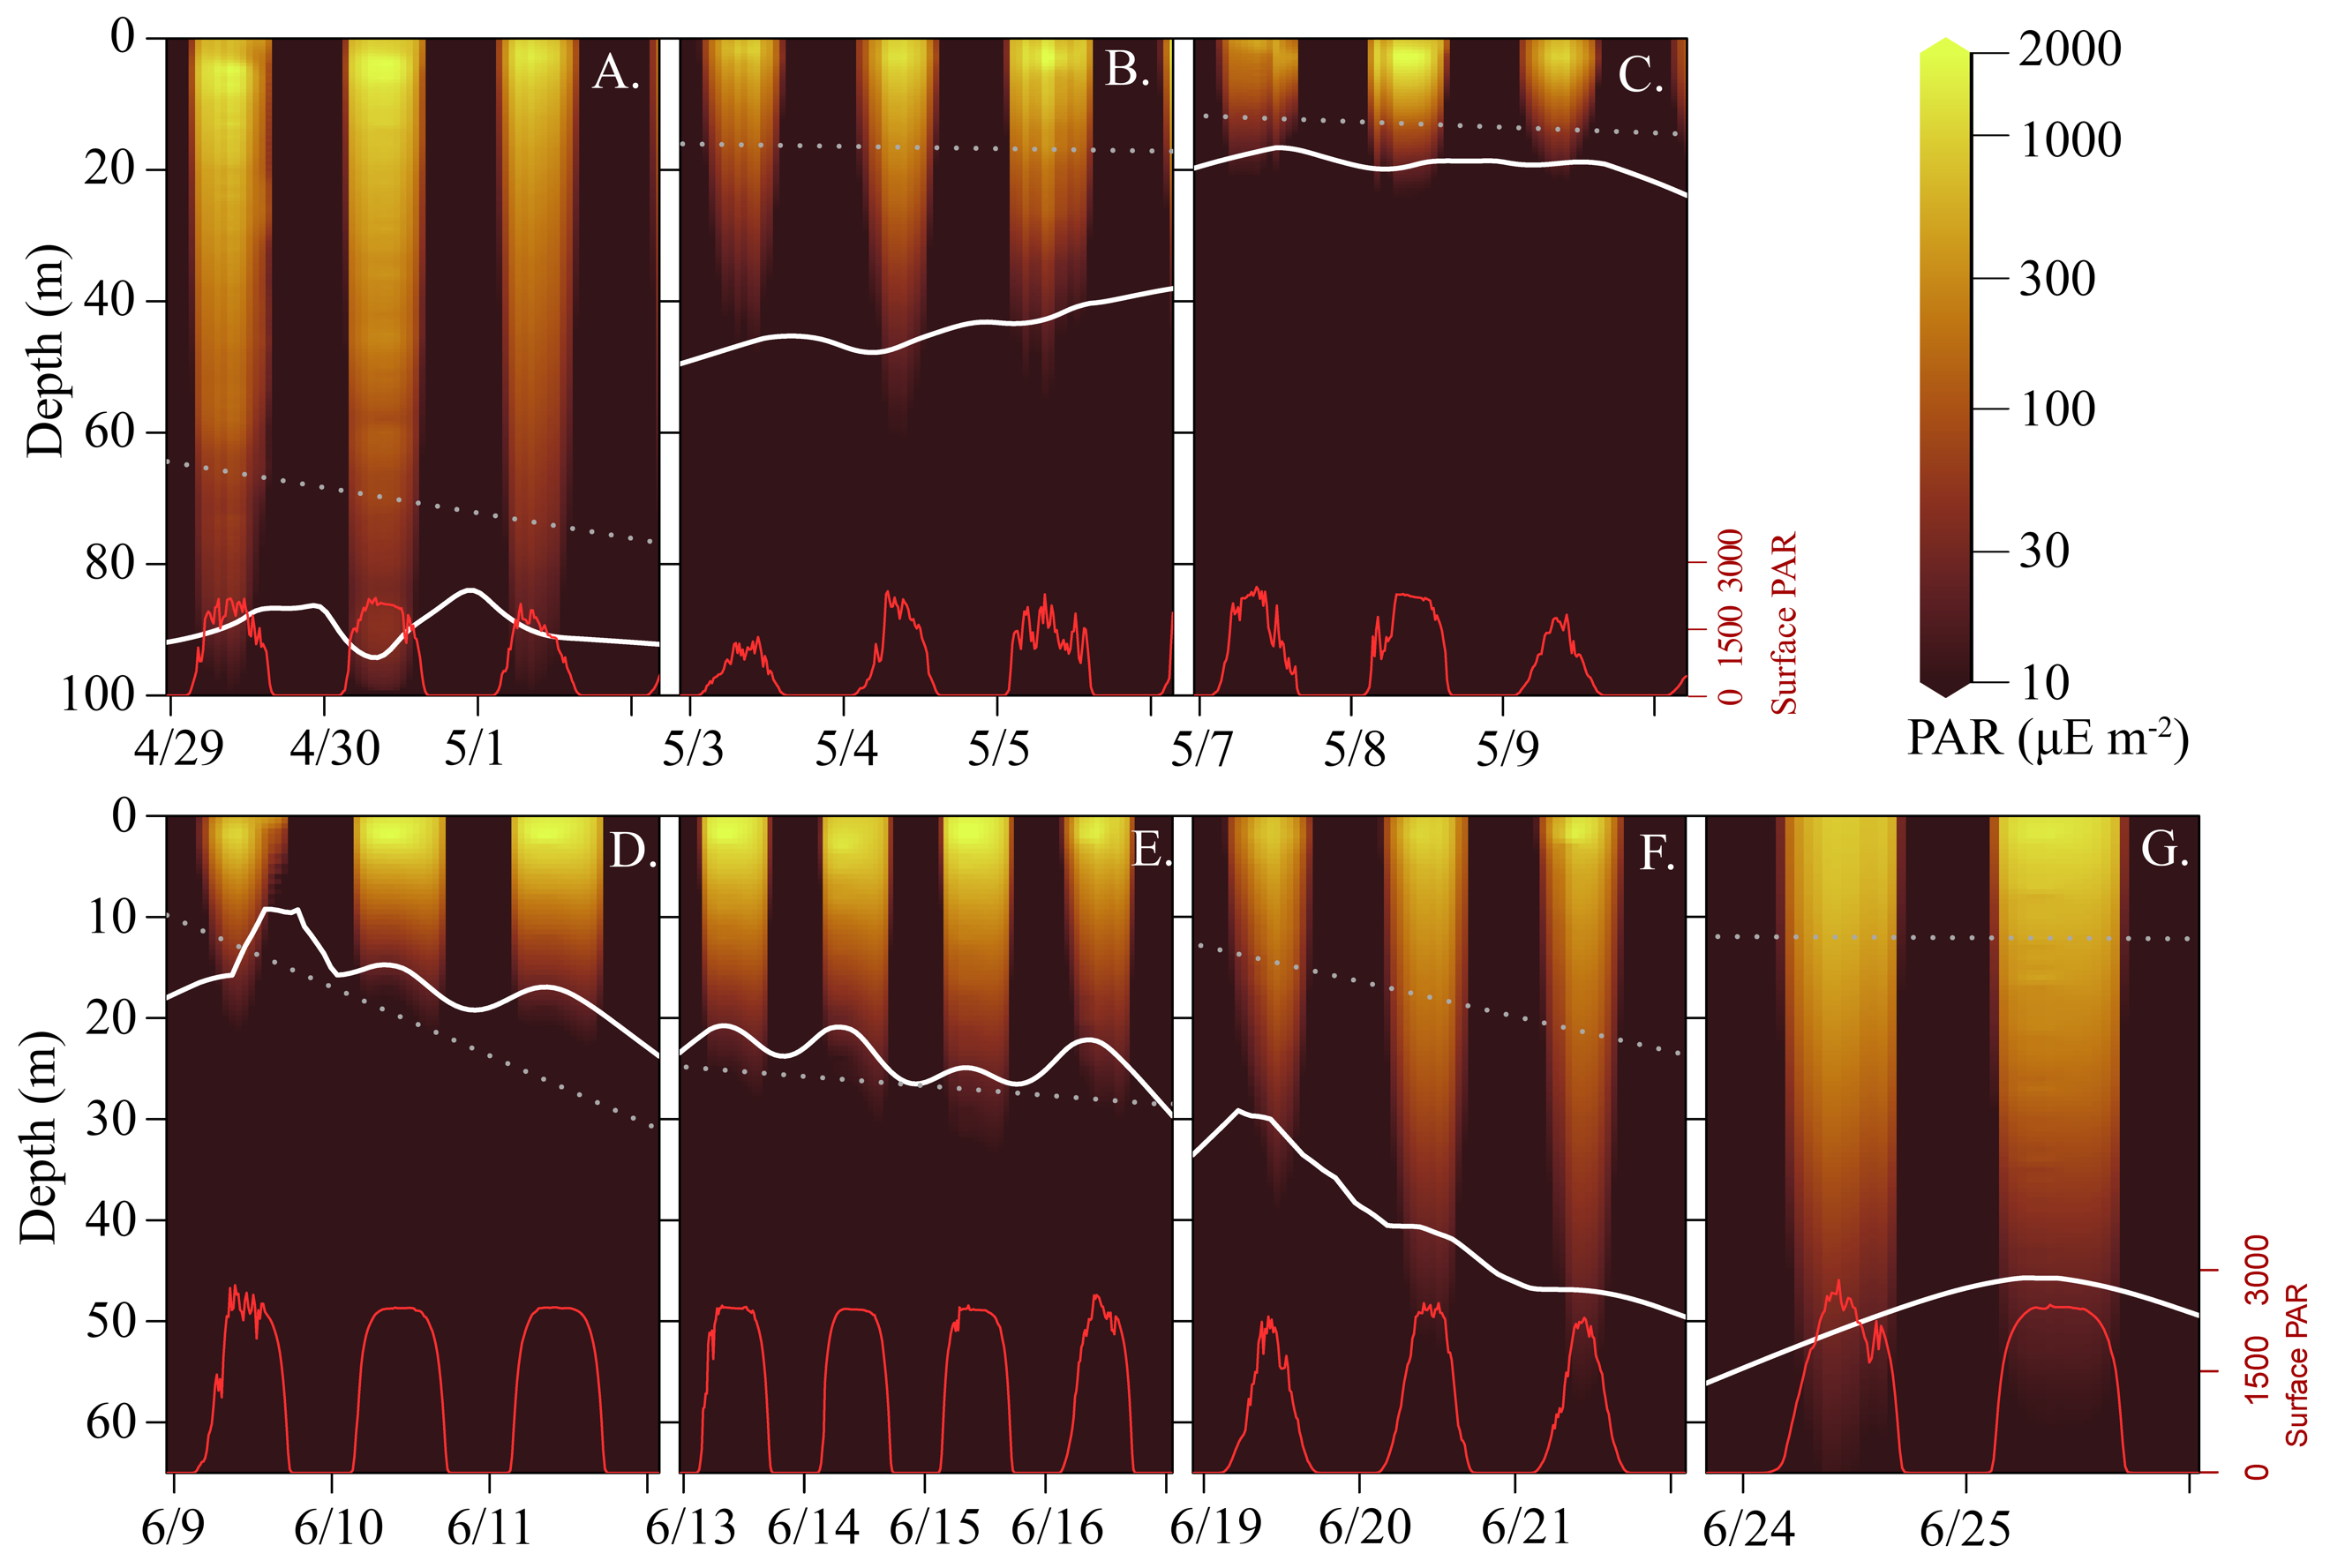 0
20
40
60
80
100
Depth (m)
A.
B.
C.
0 1500 3000
Surface PAR
4/29 4/30 5/1
5/3 5/4 5/5
5/7 5/8 5/9
2000
1000
300
100
30
10
PAR (µE m-2)
0
10
20
30
40
50
60
Depth (m)
D.
E.
F.
G.
0 1500 3000
Surface PAR
6/9 6/10 6/11
6/13 6/14 6/15 6/16
6/19 6/20 6/21
6/24 6/25